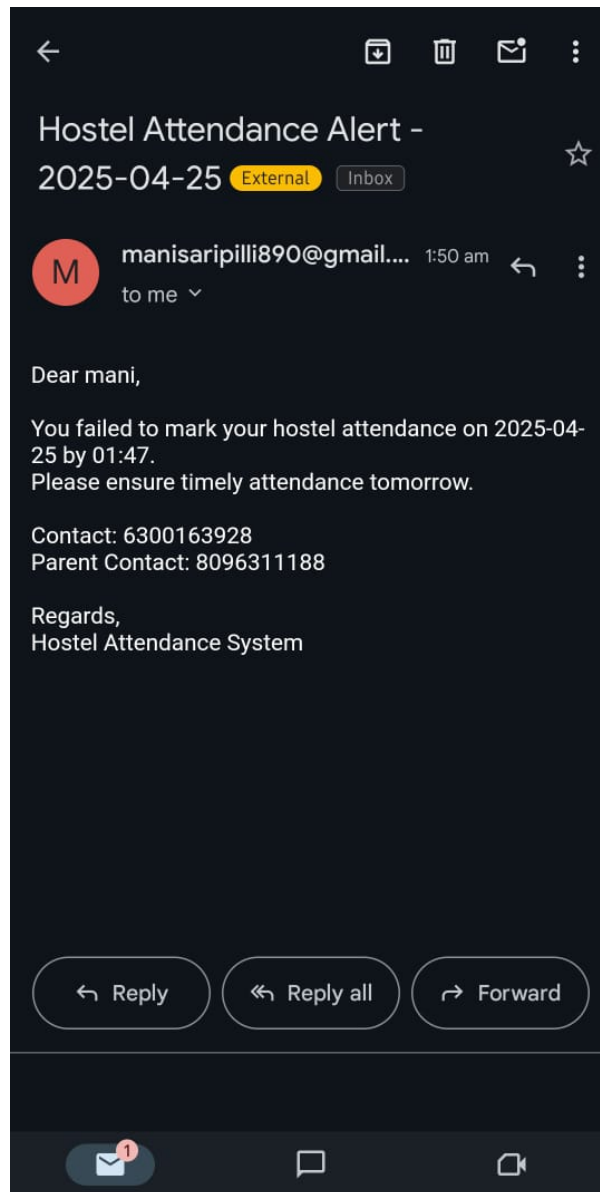 Hostel Attendance Alert -
2025-04-25 External Inbox
M
manisaripilli890@gmail.... 1:50 am
to me
Dear mani,
You failed to mark your hostel attendance on 2025-04-
25 by 01:47.
Please ensure timely attendance tomorrow.
Contact: 6300163928
Parent Contact: 8096311188
Regards,
Hostel Attendance System
Reply Reply all Forward
1